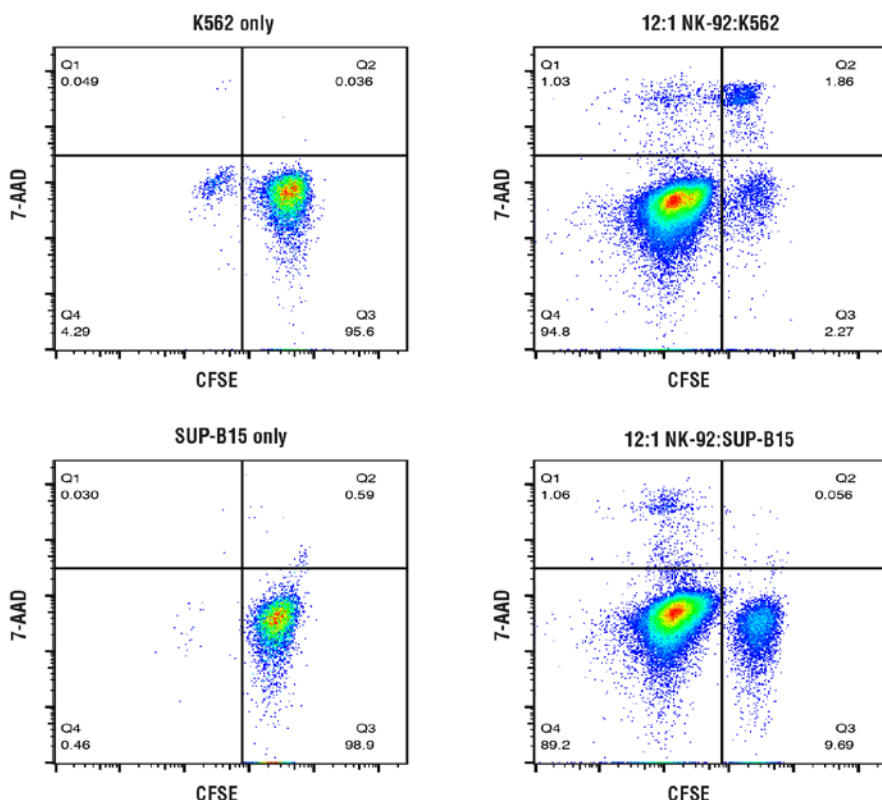 K562 only
Q1
0.049
Q2
0.036
7-AAD
Q4
4.29
Q3
95.6
CFSE
12:1 NK-92:K562
Q1
1.03
Q2
1.86
7-AAD
Q4
94.8
Q3
2.27
CFSE
SUP-B15 only
Q1
0.030
Q2
0.59
7-AAD
Q4
0.46
Q3
98.9
CFSE
12:1 NK-92:SUP-B15
Q1
1.06
Q2
0.056
7-AAD
Q4
89.2
Q3
9.69
CFSE